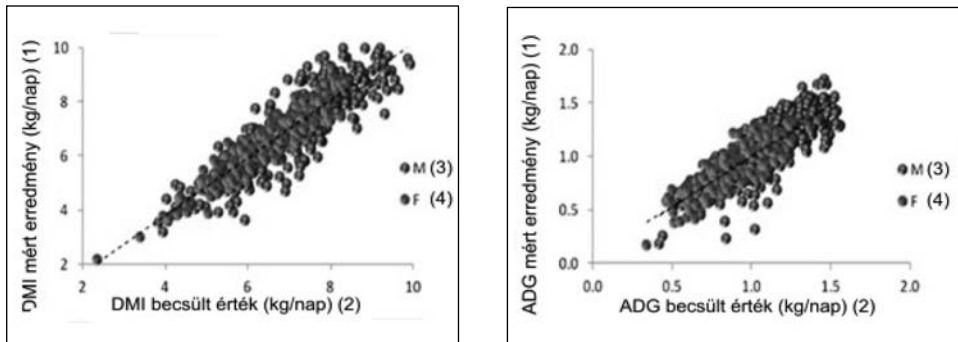 DMI mért erredmény (kg/nap) (1)
10
8
6
4
2
2 4 6 8 10
M (3)
F (4)
DMI becsült érték (kg/nap) (2)
ADG mért erredmény (kg/nap) (1)
2.0
1.5
1.0
0.5
0.0
0.0 0.5 1.0 1.5 2.0
M (3)
F (4)
ADG becsült érték (kg/nap) (2)